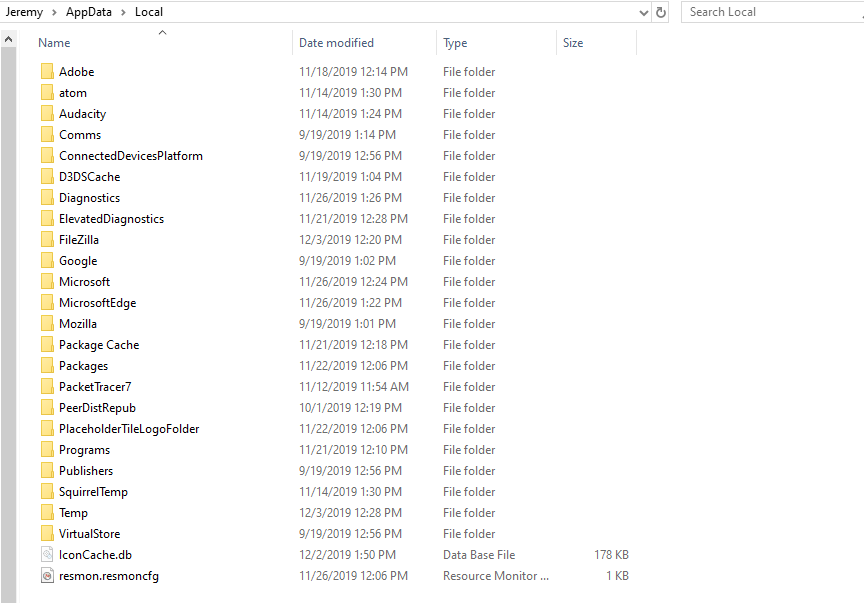 Jeremy > AppData > Local Search Local
Name Date modified Type Size
Adobe 11/18/2019 12:14 PM File folder
atom 11/14/2019 1:30 PM File folder
Audacity 11/14/2019 1:24 PM File folder
Comms 9/19/2019 1:14 PM File folder
ConnectedDevicesPlatform 9/19/2019 12:56 PM File folder
D3DSCache 11/19/2019 1:04 PM File folder
Diagnostics 11/26/2019 1:26 PM File folder
ElevatedDiagnostics 11/21/2019 12:28 PM File folder
FileZilla 12/3/2019 12:20 PM File folder
Google 9/19/2019 1:02 PM File folder
Microsoft 11/26/2019 12:24 PM File folder
MicrosoftEdge 11/26/2019 1:22 PM File folder
Mozilla 9/19/2019 1:01 PM File folder
Package Cache 11/21/2019 12:18 PM File folder
Packages 11/22/2019 12:06 PM File folder
PacketTracer7 11/12/2019 11:54 AM File folder
PeerDistRepub 10/1/2019 12:19 PM File folder
PlaceholderTileLogoFolder 11/22/2019 12:06 PM File folder
Programs 11/21/2019 12:10 PM File folder
Publishers 9/19/2019 12:56 PM File folder
SquirrelTemp 11/14/2019 1:30 PM File folder
Temp 12/3/2019 12:28 PM File folder
VirtualStore 9/19/2019 12:56 PM File folder
IconCache.db 12/2/2019 1:50 PM Data Base File 178 KB
resmon.resmoncfg 11/26/2019 12:06 PM Resource Monitor ... 1 KB